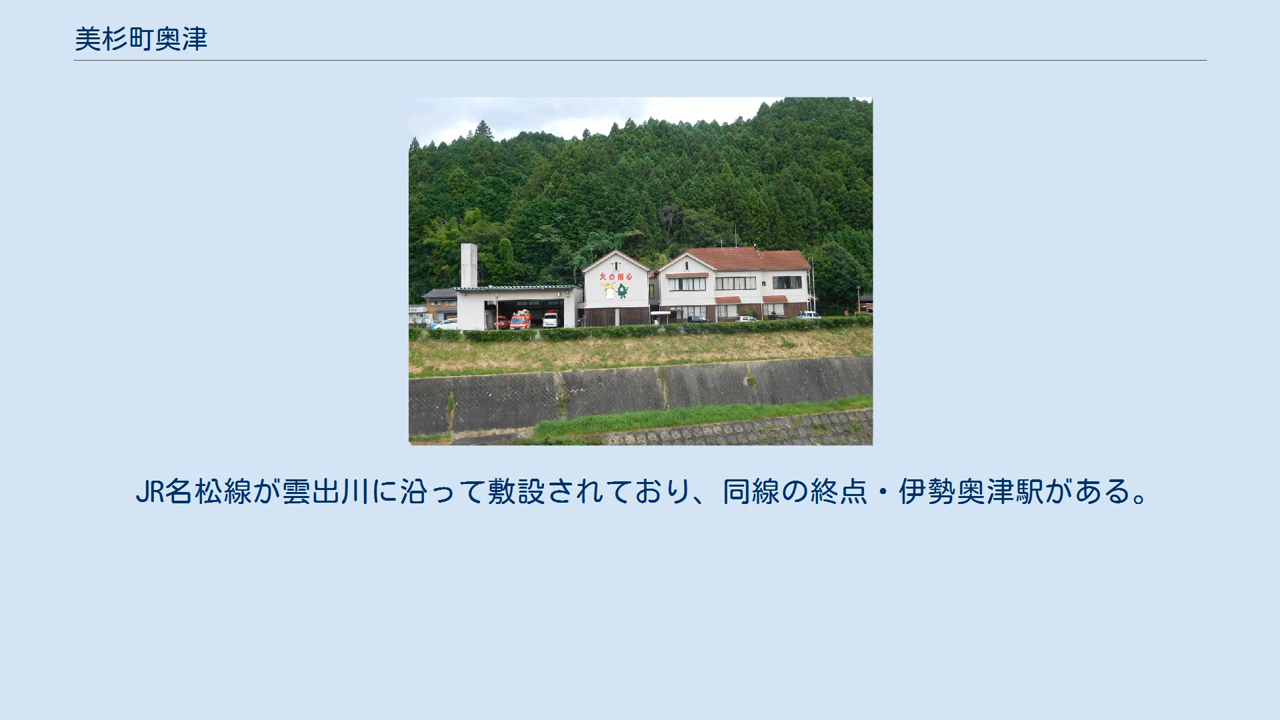 美杉町奥津
火の用心
JR名松線が雲出川に沿って敷設されており、同線の終点・伊勢奥津駅がある。